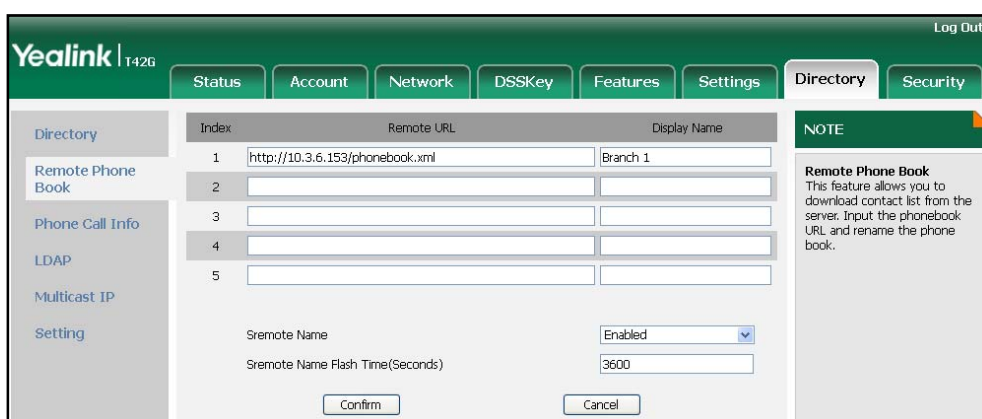 Log Out
Yealink | T42G
Status Account Network DSSKey Features Settings Directory Security
Directory
Remote Phone
Book
Phone Call Info
LDAP
Multicast IP
Setting
Index Remote URL Display Name
1 http://10.3.6.153/phonebook.xml Branch 1
2
3
4
5
Sremote Name Enabled
Sremote Name Flash Time(Seconds) 3600
Confirm Cancel
NOTE
Remote Phone Book
This feature allows you to
download contact list from the
server. Input the phonebook
URL and rename the phone
book.